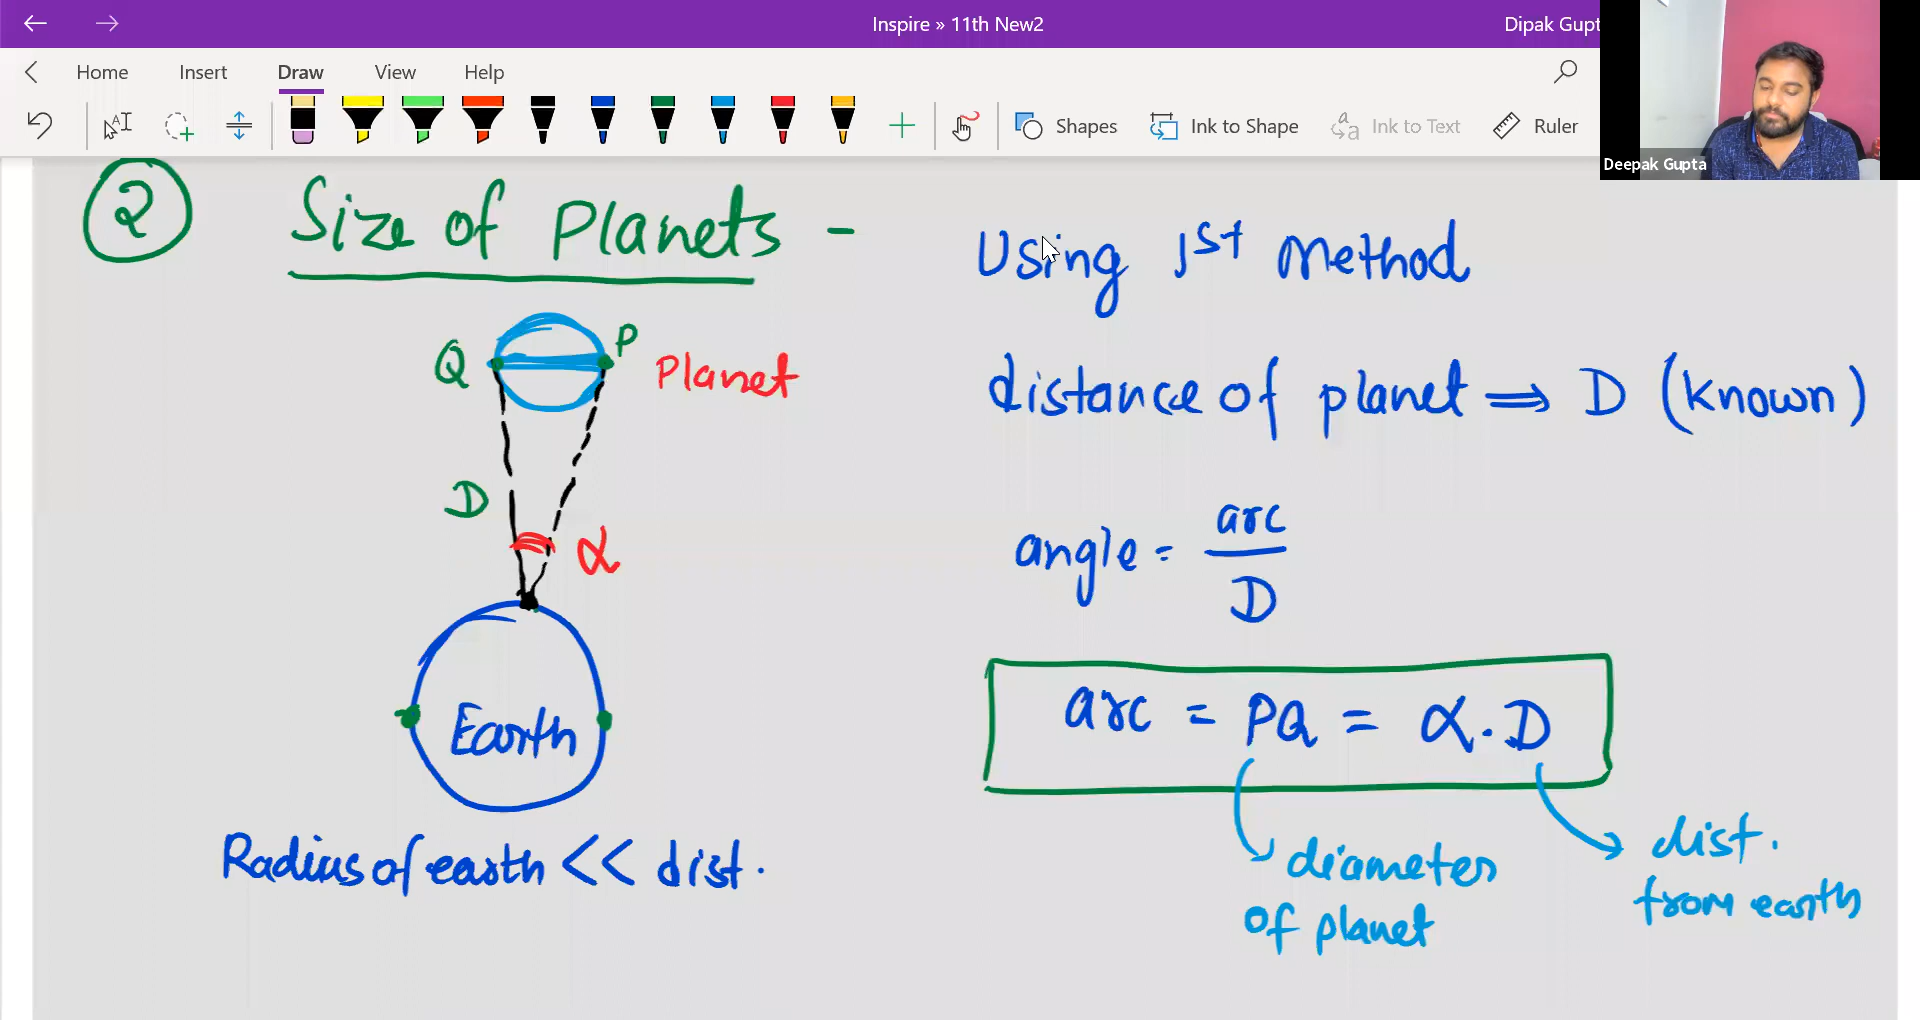 Inspire » 11th New2
Dipak Gupt
Home Insert Draw View Help
Shapes Ink to Shape Ink to Text Ruler
Deepak Gupta
2 Size of Planets -
Using 1st Method
Q P Planet
distance of planet ⇒ D (known)
D
α
angle = arc / D
Earth
arc = PQ = α . D
Radius of earth << dist.
diameter
of planet
dist.
from earth